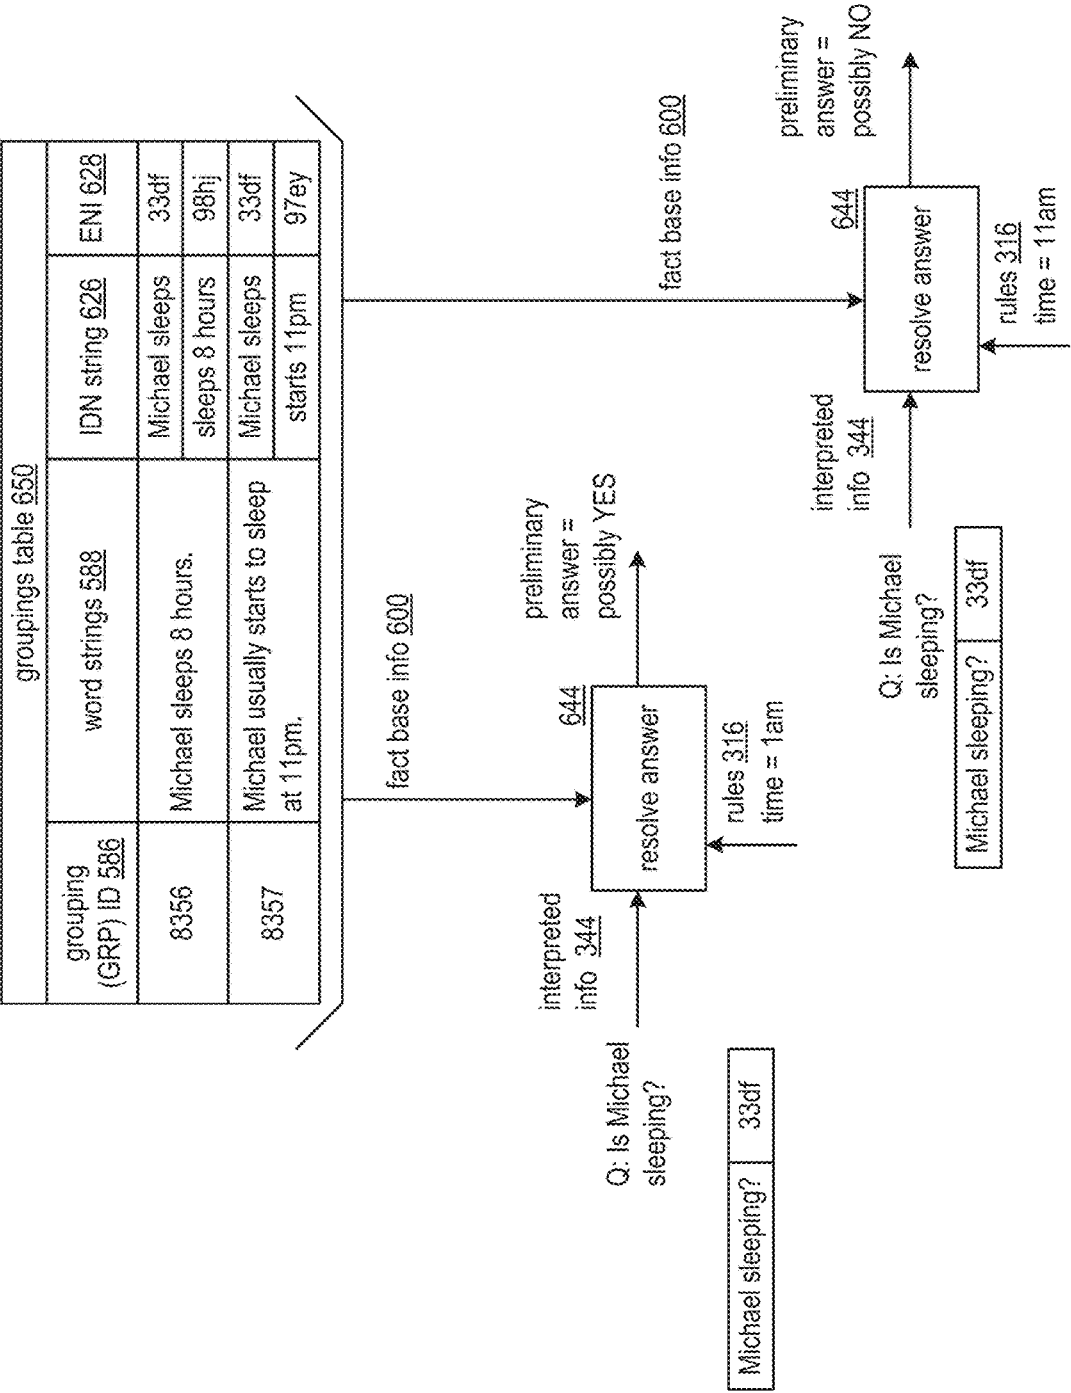 groupings table 650
grouping
(GRP) ID 586
word strings 588
IDN string 626
ENI 628
8356
Michael sleeps 8 hours.
Michael sleeps
33df
sleeps 8 hours
98hj
8357
Michael usually starts to sleep
at 11pm.
Michael sleeps
33df
starts 11pm
97ey
fact base info 600
Q: Is Michael
sleeping?
interpreted
info 344
644
resolve answer
preliminary
answer =
possibly YES
rules 316
time = 1am
Michael sleeping?
33df
fact base info 600
Q: Is Michael
sleeping?
interpreted
info 344
644
resolve answer
preliminary
answer =
possibly NO
rules 316
time = 11am
Michael sleeping?
33df